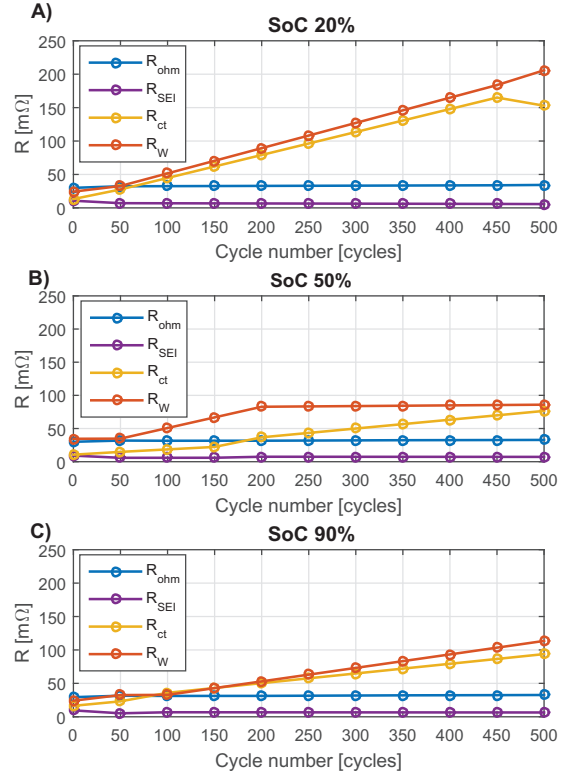 A)
SoC 20%
R [mΩ]
250
200
150
100
50
0
R_ohm
R_SEI
R_ct
R_W
0 50 100 150 200 250 300 350 400 450 500
Cycle number [cycles]
B)
SoC 50%
R [mΩ]
250
200
150
100
50
0
R_ohm
R_SEI
R_ct
R_W
0 50 100 150 200 250 300 350 400 450 500
Cycle number [cycles]
C)
SoC 90%
R [mΩ]
250
200
150
100
50
0
R_ohm
R_SEI
R_ct
R_W
0 50 100 150 200 250 300 350 400 450 500
Cycle number [cycles]